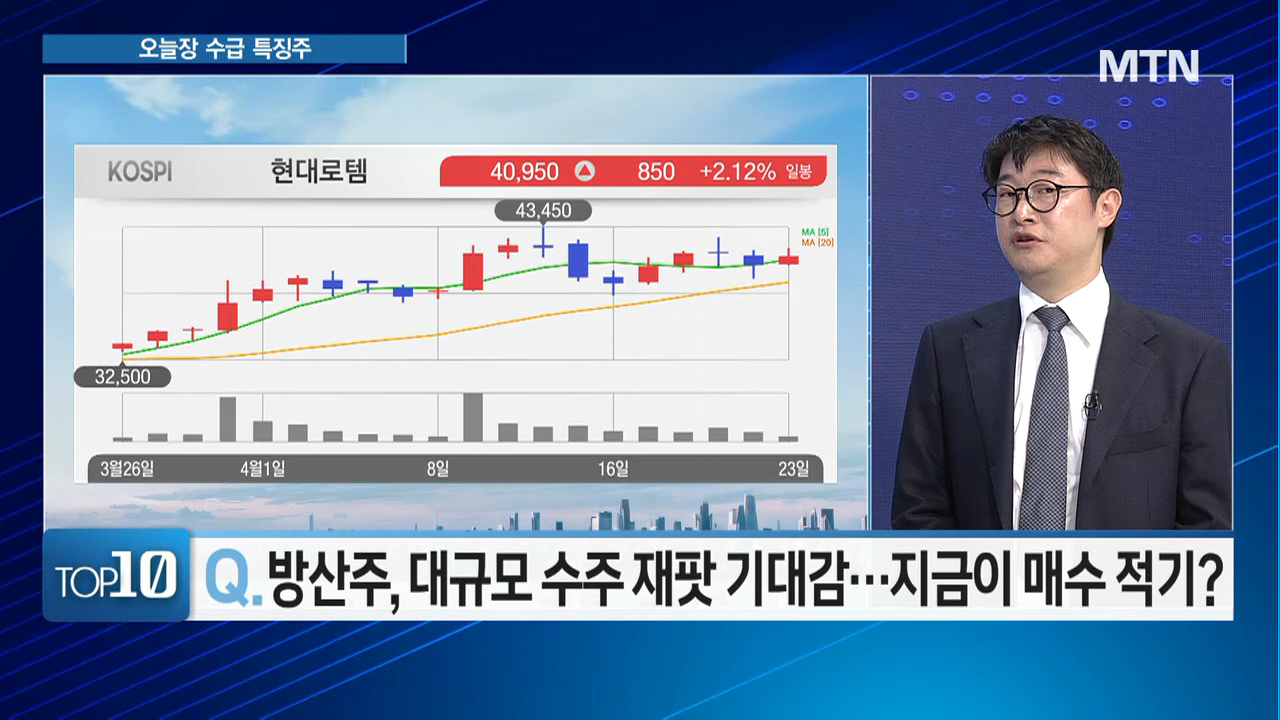 오늘장 수급 특징주
MTN
KOSPI 현대로템 40,950 ▲ 850 +2.12% 일봉
43,450
MA [5]
MA [20]
32,500
3월26일 4월1일 8일 16일 23일
TOP10 Q. 방산주, 대규모 수주 재팟 기대감…지금이 매수 적기?